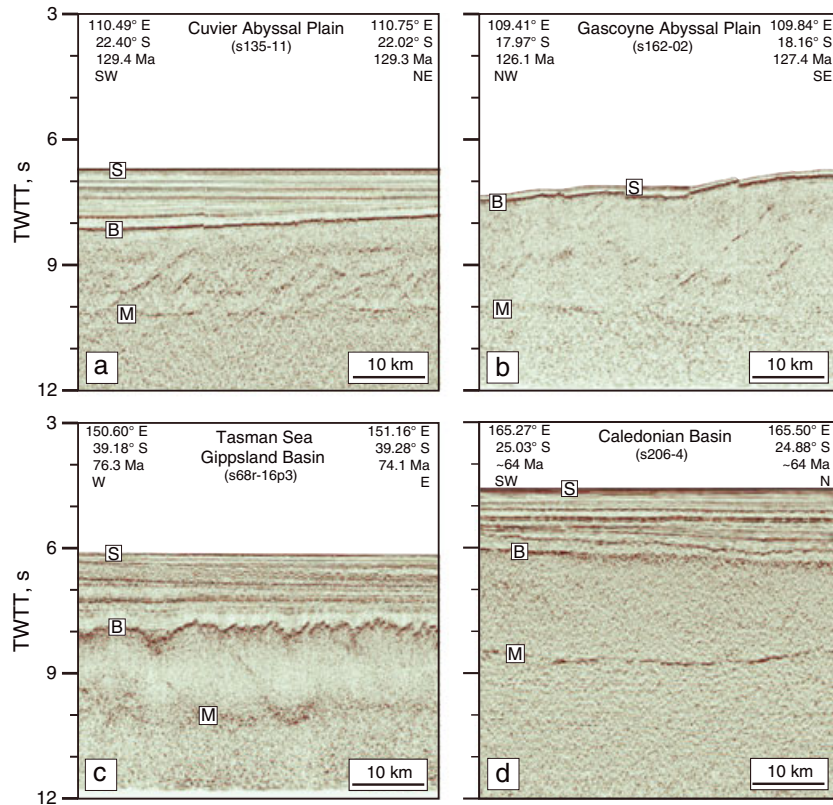 3
6
9
12
TWTT, s
110.49° E
22.40° S
129.4 Ma
SW
Cuvier Abyssal Plain
(s135-11)
110.75° E
22.02° S
129.3 Ma
NE
S
B
M
a
10 km
109.41° E
17.97° S
126.1 Ma
NW
Gascoyne Abyssal Plain
(s162-02)
109.84° E
18.16° S
127.4 Ma
SE
S
B
M
b
10 km
3
6
9
12
TWTT, s
150.60° E
39.18° S
76.3 Ma
W
Tasman Sea
Gippsland Basin
(s68r-16p3)
151.16° E
39.28° S
74.1 Ma
E
S
B
M
c
10 km
165.27° E
25.03° S
~64 Ma
SW
Caledonian Basin
(s206-4)
165.50° E
24.88° S
~64 Ma
N
S
B
M
d
10 km